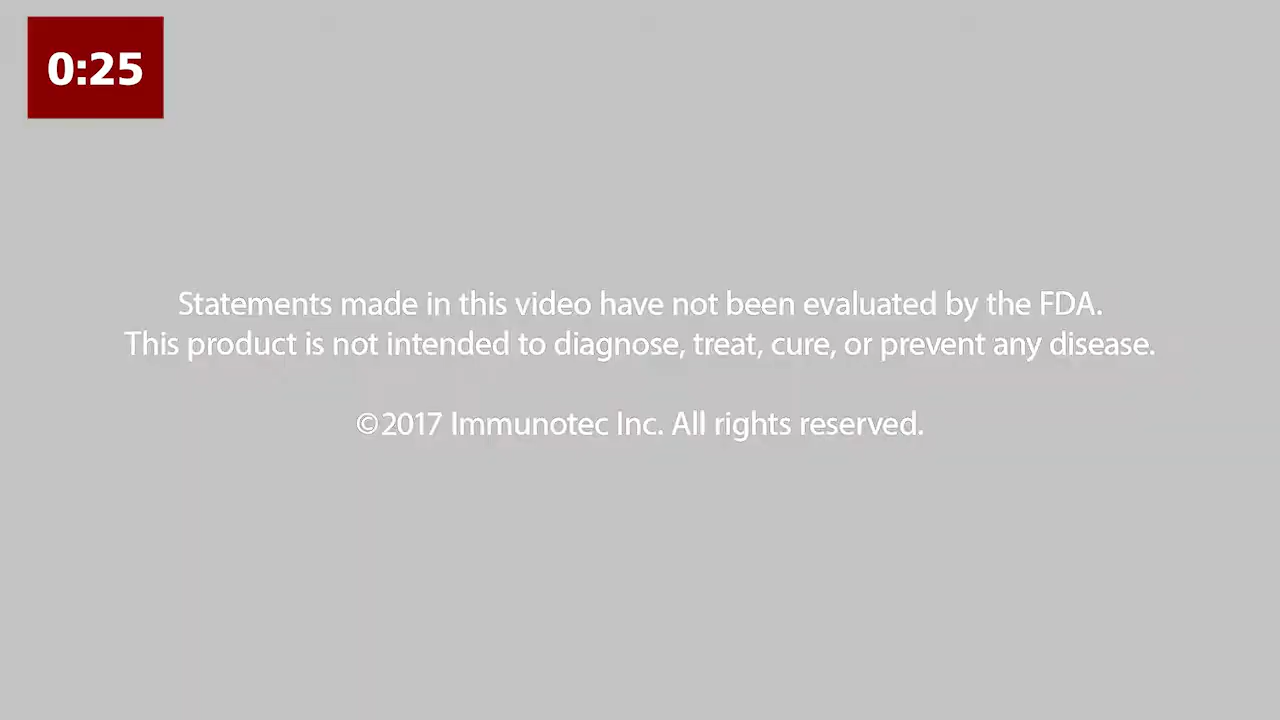 0:25
Statements made in this video have not been evaluated by the FDA.
This product is not intended to diagnose, treat, cure, or prevent any disease.
©2017 Immunotec Inc. All rights reserved.